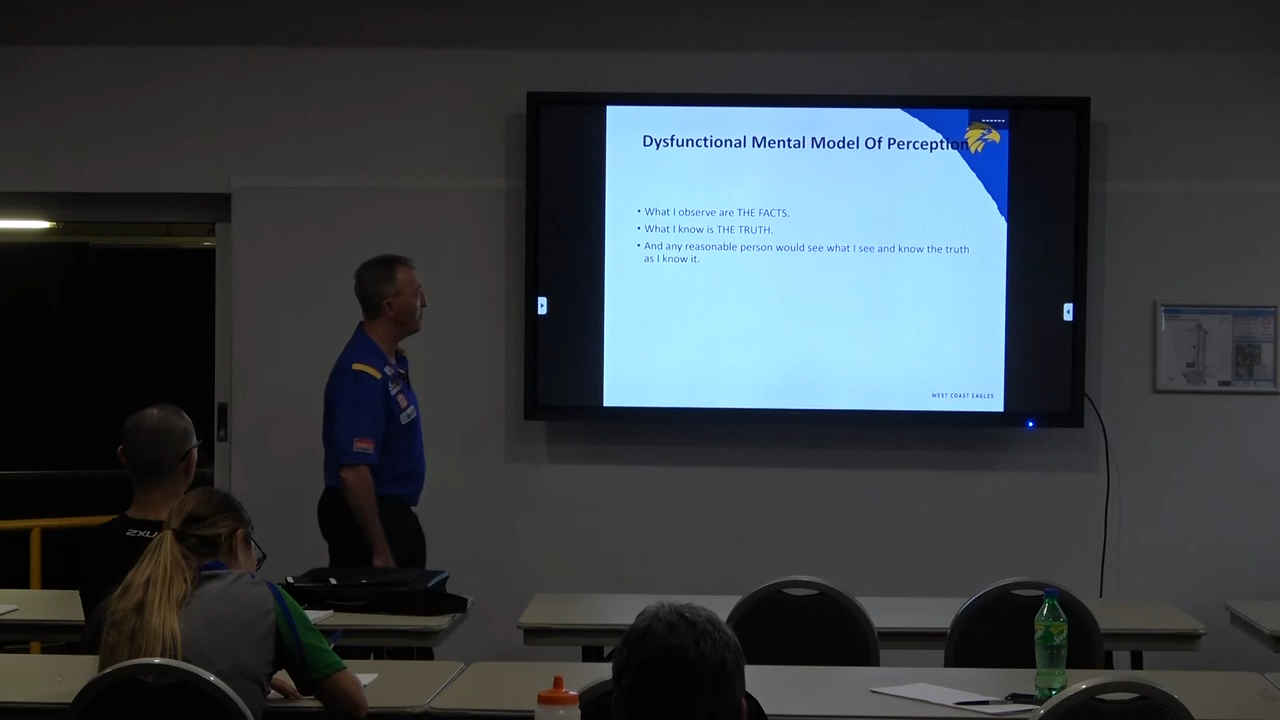 Dysfunctional Mental Model Of Perception
• What I observe are THE FACTS.
• What I know is THE TRUTH.
• And any reasonable person would see what I see and know the truth
as I know it.
WEST COAST EAGLES
2XU